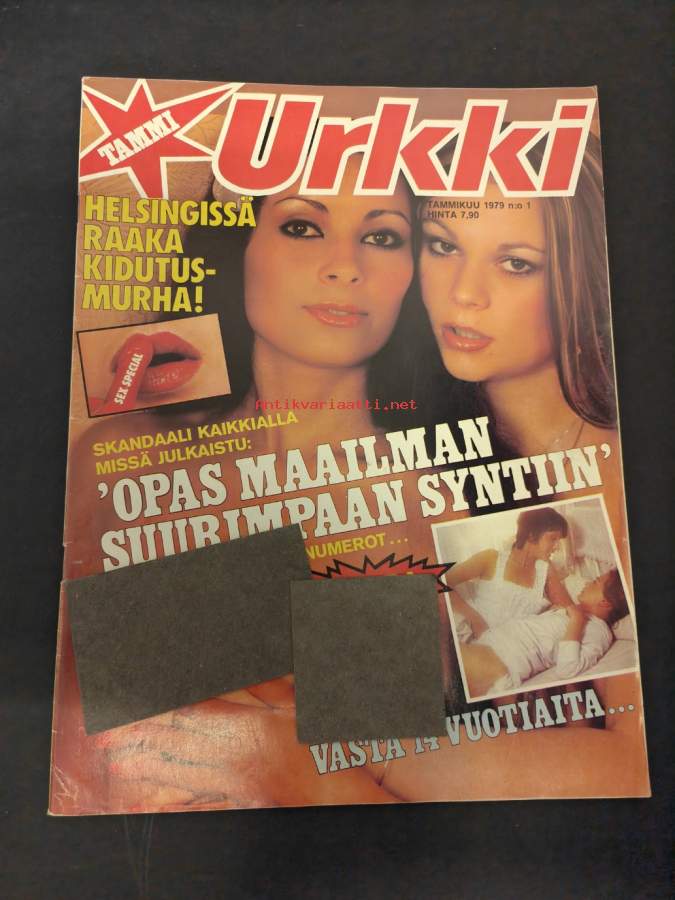 TAMMI
Urkki
TAMMIKUU 1979 n:o 1
HINTA 7,90
HELSINGISSÄ
RAAKA
KIDUTUS-
MURHA!
SEX SPECIAL
antikvariaatti.net
SKANDAALI KAIKKIALLA
MISSÄ JULKAISTU:
'OPAS MAAILMAN
SUURIMPAAN SYNTIIN'
NUMEROT...
VASTA 14 VUOTIAITA...